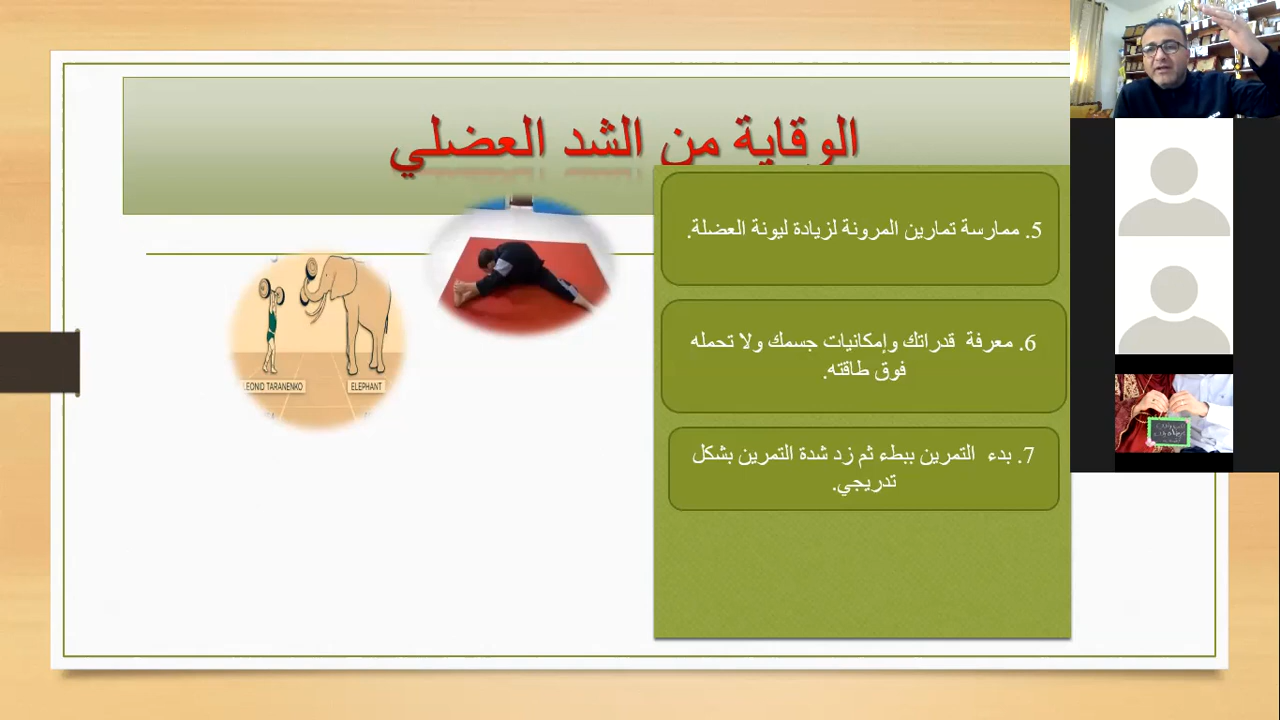 الوقاية من الشد العضلي
5. ممارسة تمارين المرونة لزيادة ليونة العضلة.
6. معرفة قدراتك وإمكانيات جسمك ولا تحمله
فوق طاقته.
7. بدء التمرين ببطء ثم زد شدة التمرين بشكل
تدريجي.
LEONID TARANENKO
ELEPHANT